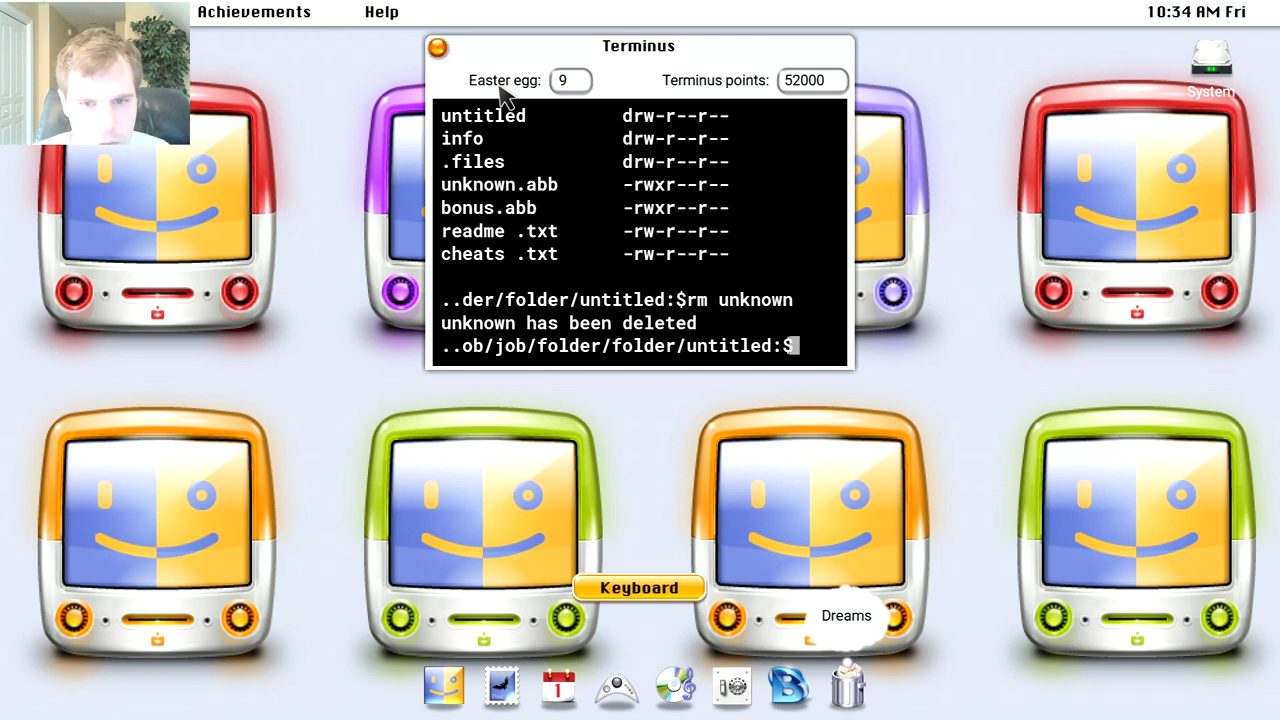 Achievements Help 10:34 AM Fri
Terminus
Easter egg: 9 Terminus points: 52000
System
untitled drw-r--r--
info drw-r--r--
.files drw-r--r--
unknown.abb -rwxr--r--
bonus.abb -rwxr--r--
readme .txt -rw-r--r--
cheats .txt -rw-r--r--
..der/folder/untitled:$rm unknown
unknown has been deleted
..ob/job/folder/folder/untitled:$
Keyboard
Dreams
1
B